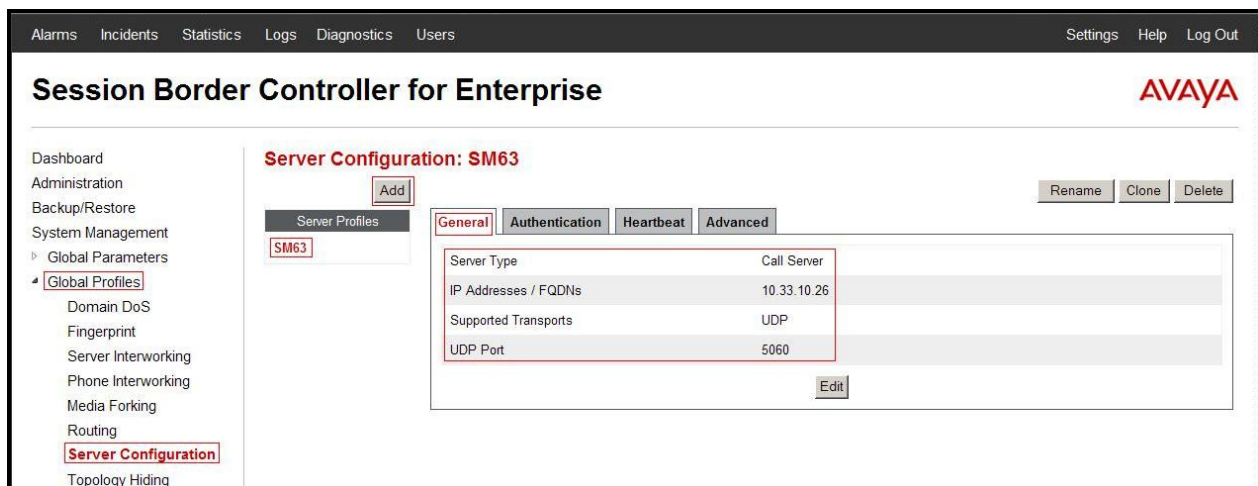 Alarms Incidents Statistics Logs Diagnostics Users Settings Help Log Out
Session Border Controller for Enterprise
AVAYA
Dashboard
Administration
Backup/Restore
System Management
Global Parameters
Global Profiles
Domain DoS
Fingerprint
Server Interworking
Phone Interworking
Media Forking
Routing
Server Configuration
Topology Hiding
Server Configuration: SM63
Add
Rename Clone Delete
Server Profiles
SM63
General Authentication Heartbeat Advanced
Server Type Call Server
IP Addresses / FQDNs 10.33.10.26
Supported Transports UDP
UDP Port 5060
Edit